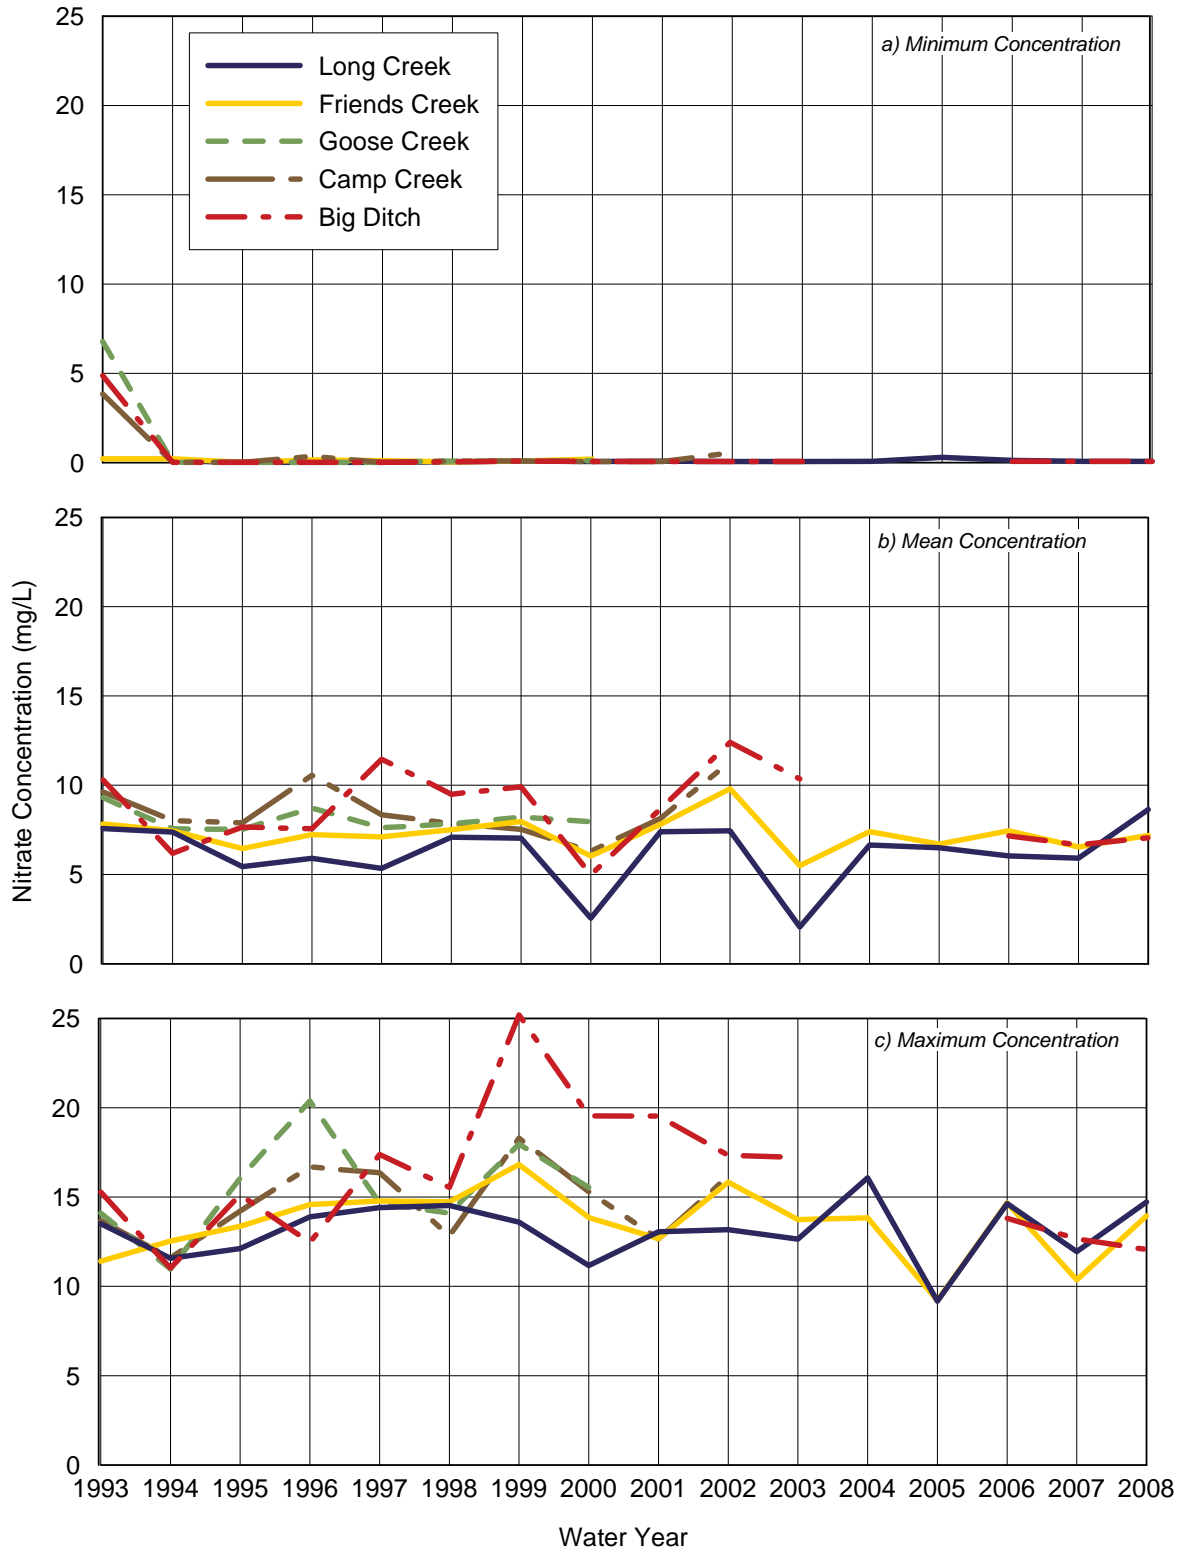 25
a) Minimum Concentration
Long Creek
Friends Creek
20
Goose Creek
Camp Creek
Big Ditch
15
10
5
0
Nitrate Concentration (mg/L)
25
b) Mean Concentration
20
15
10
5
0
25
c) Maximum Concentration
20
15
10
5
0
1993 1994 1995 1996 1997 1998 1999 2000 2001 2002 2003 2004 2005 2006 2007 2008
Water Year